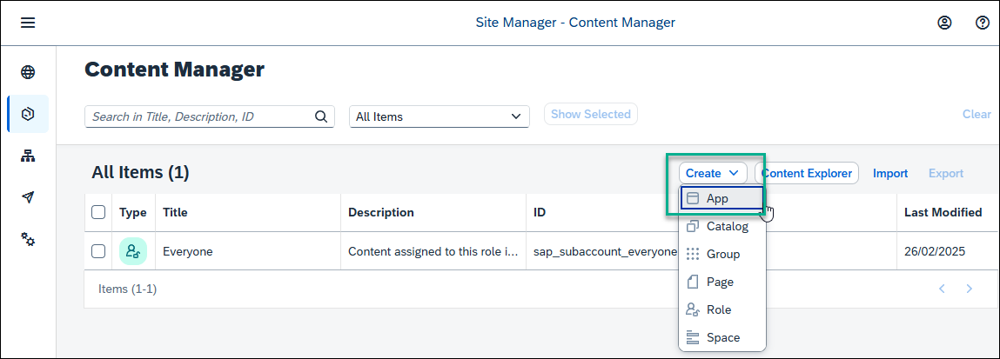 Site Manager - Content Manager
Content Manager
Search in Title, Description, ID
All Items
Show Selected
Clear
All Items (1)
Create
Content Explorer
Import
Export
App
Catalog
Group
Page
Role
Space
Type
Title
Description
ID
Last Modified
Everyone
Content assigned to this role i...
sap_subaccount_everyone
26/02/2025
Items (1-1)